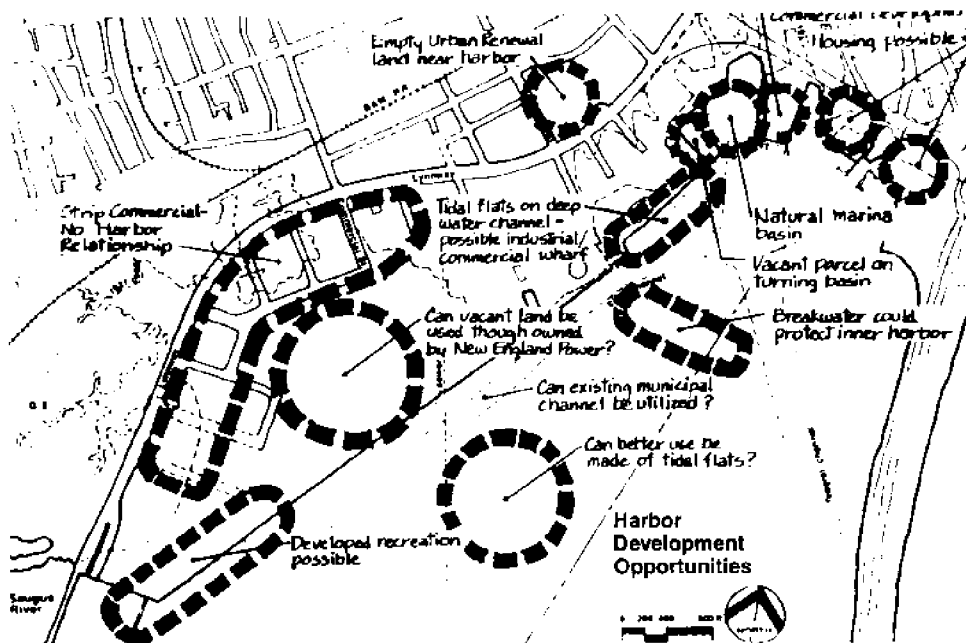 Housing possible
Empty Urban Renewal
land near harbor
B&M RR
Lynnway
Strip Commercial-
No Harbor
Relationship
Tidal flats on deep
water channel -
possible industrial/
commercial wharf
Natural marina
basin
Vacant parcel on
turning basin
Breakwater could
protect inner harbor
Can vacant land be
used though owned
by New England Power?
Can existing municipal
channel be utilized?
G E
Can better use be
made of tidal flats?
Developed recreation
possible
Harbor
Development
Opportunities
Saugus
River